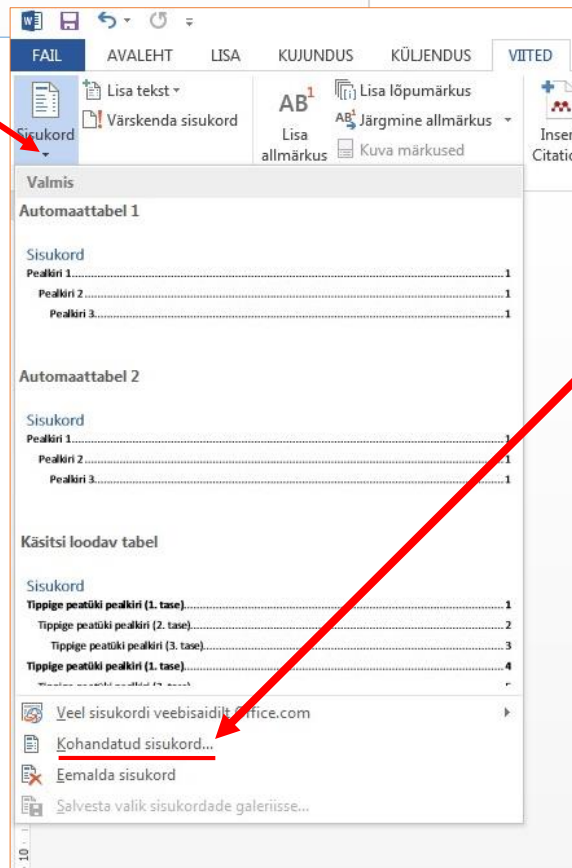 FAIL AVALEHT LISA KUJUNDUS KÜLJENDUS VIITED
Sisukord
Lisa tekst
Värskenda sisukord
AB¹
Lisa
allmärkus
Lisa lõpumärkus
Järgmine allmärkus
Kuva märkused
Valmis
Automaattabel 1
Sisukord
Pealkiri 1.....1
Pealkiri 2.....1
Pealkiri 3.....1
Automaattabel 2
Sisukord
Pealkiri 1.....1
Pealkiri 2.....1
Pealkiri 3.....1
Käsitsi loodav tabel
Sisukord
Tippige peatüki pealkiri (1. tase).....1
Tippige peatüki pealkiri (2. tase).....2
Tippige peatüki pealkiri (3. tase).....3
Tippige peatüki pealkiri (1. tase).....4
Veel sisukordi veebisaidilt Office.com
Kohandatud sisukord...
Eemalda sisukord
Salvesta valik sisukordade galeriisse...
10